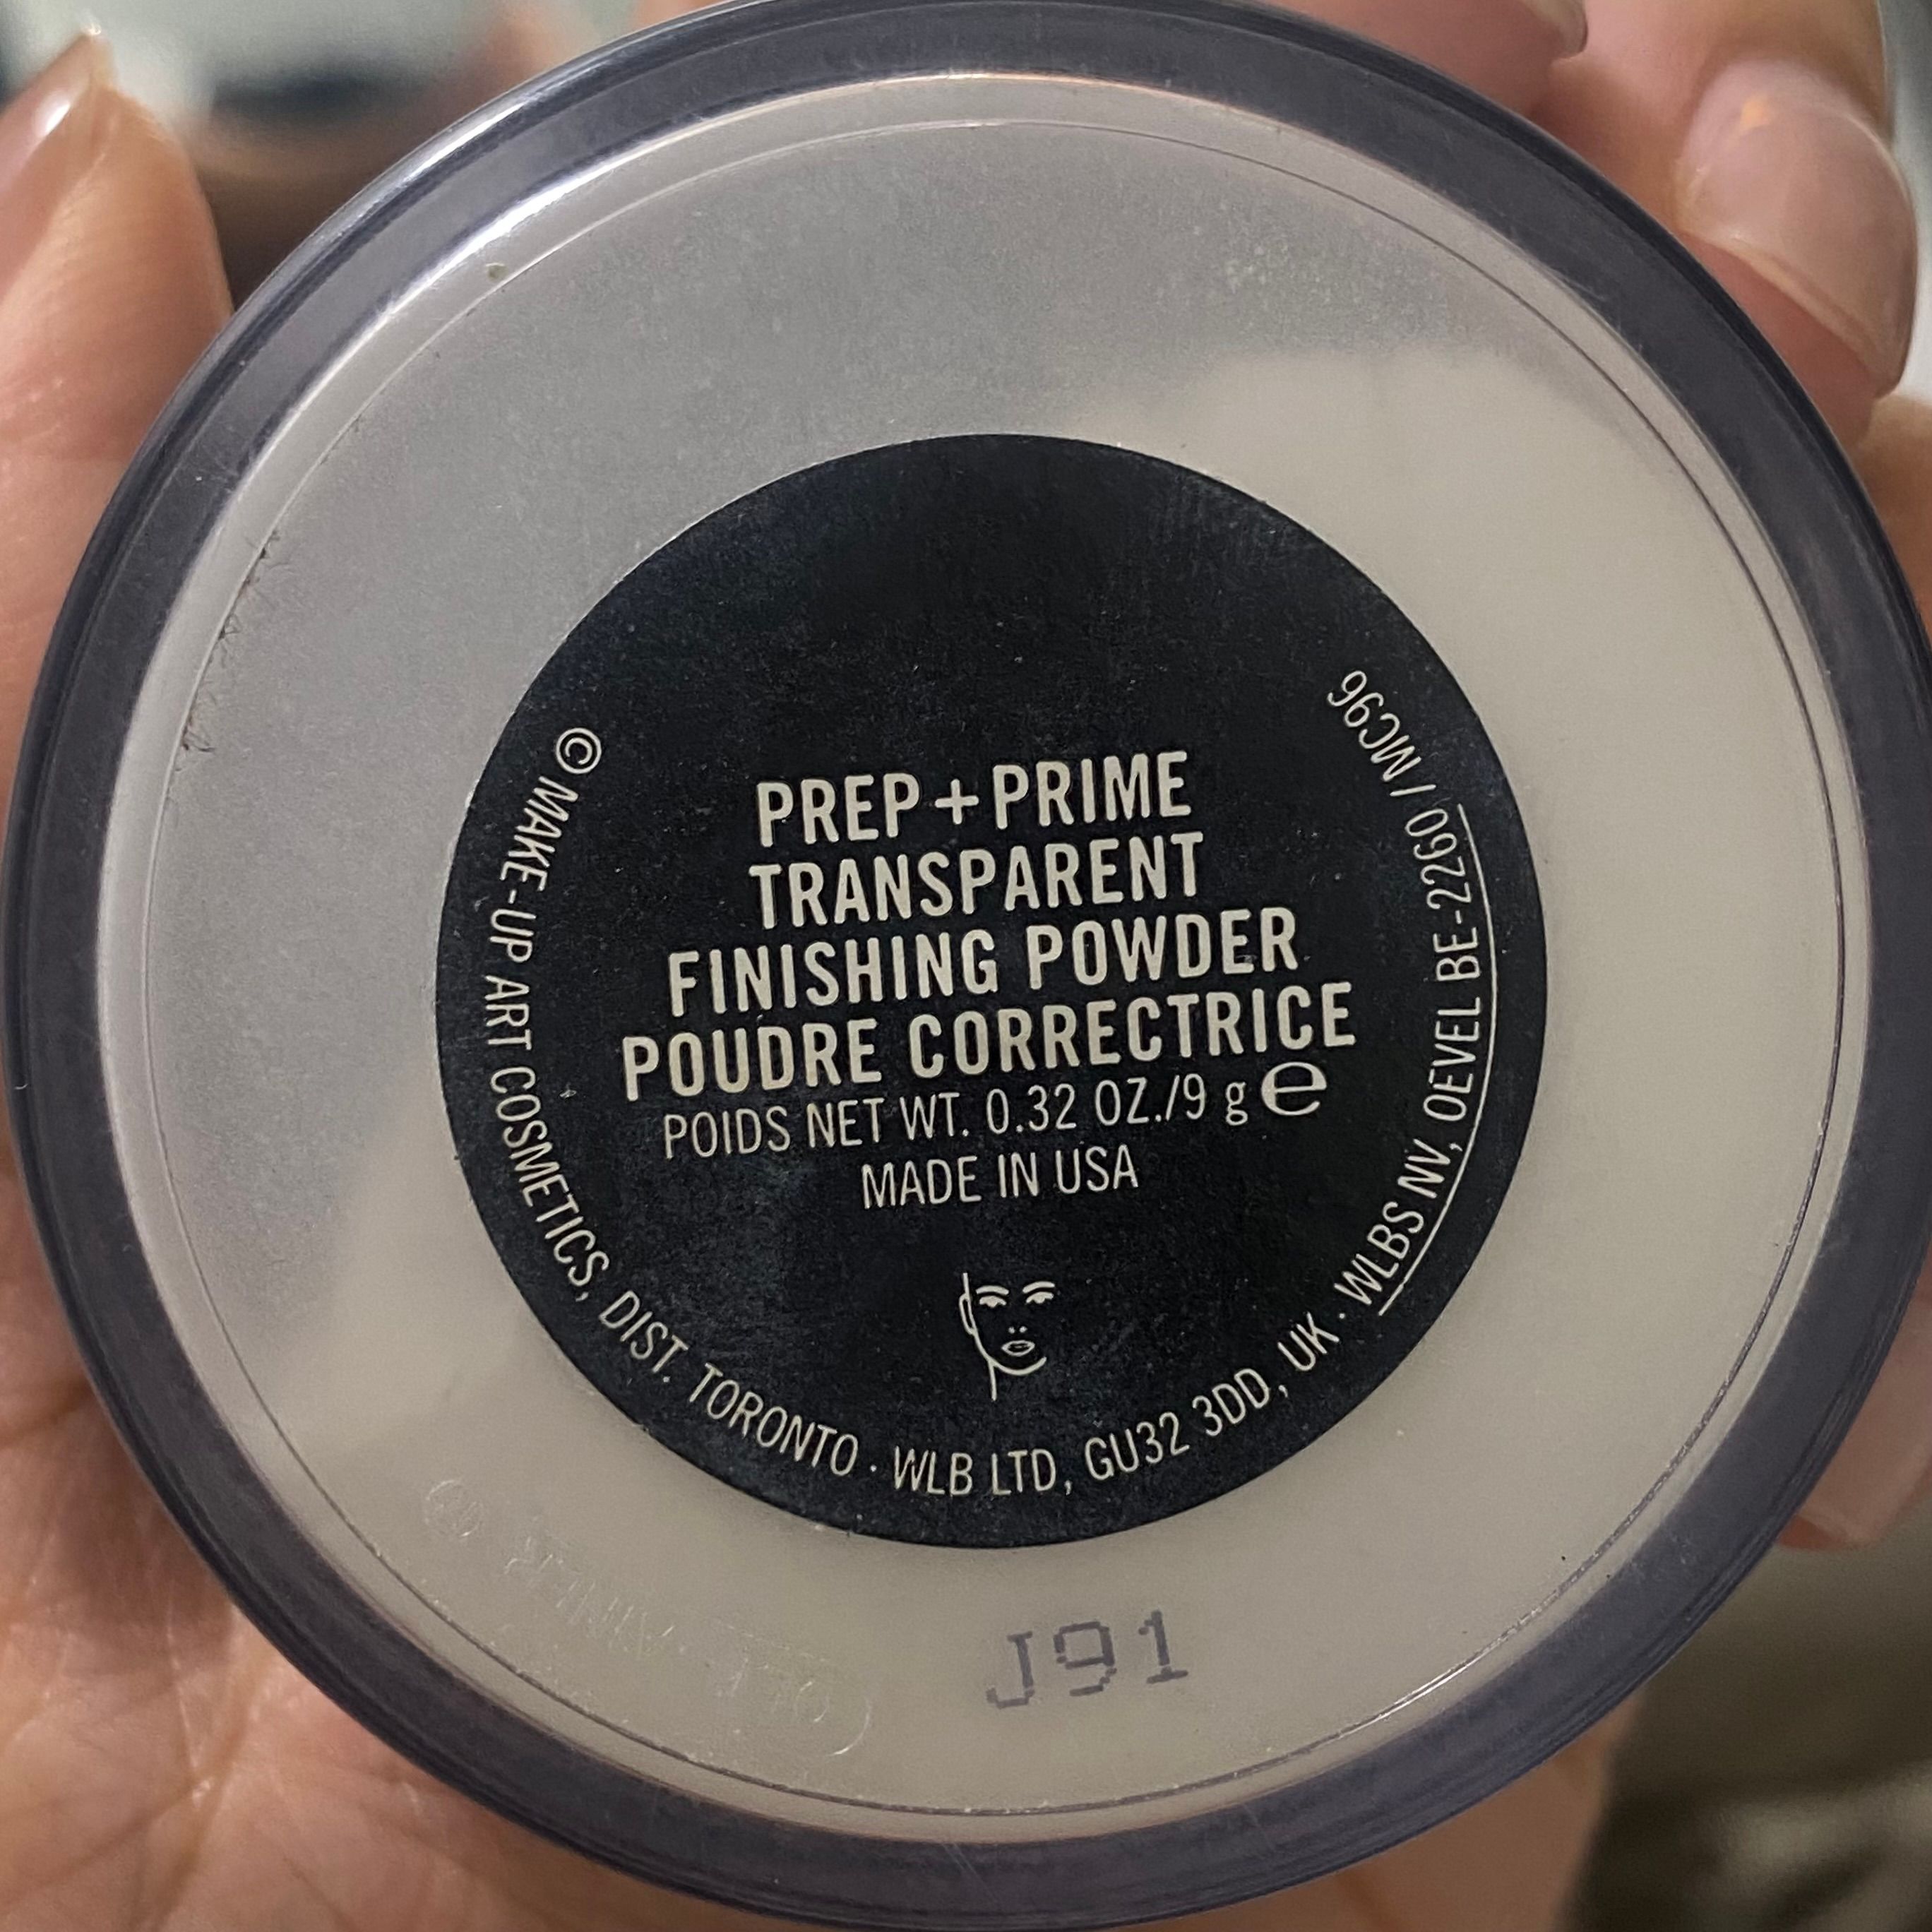 PREP + PRIME
TRANSPARENT
FINISHING POWDER
POUDRE CORRECTRICE
POIDS NET WT. 0.32 OZ./9 g e
MADE IN USA
© MAKE-UP ART COSMETICS, DIST. TORONTO · WLB LTD, GU32 3DD, UK · WLBS NV, OEVEL BE-2260 / MC96
J91